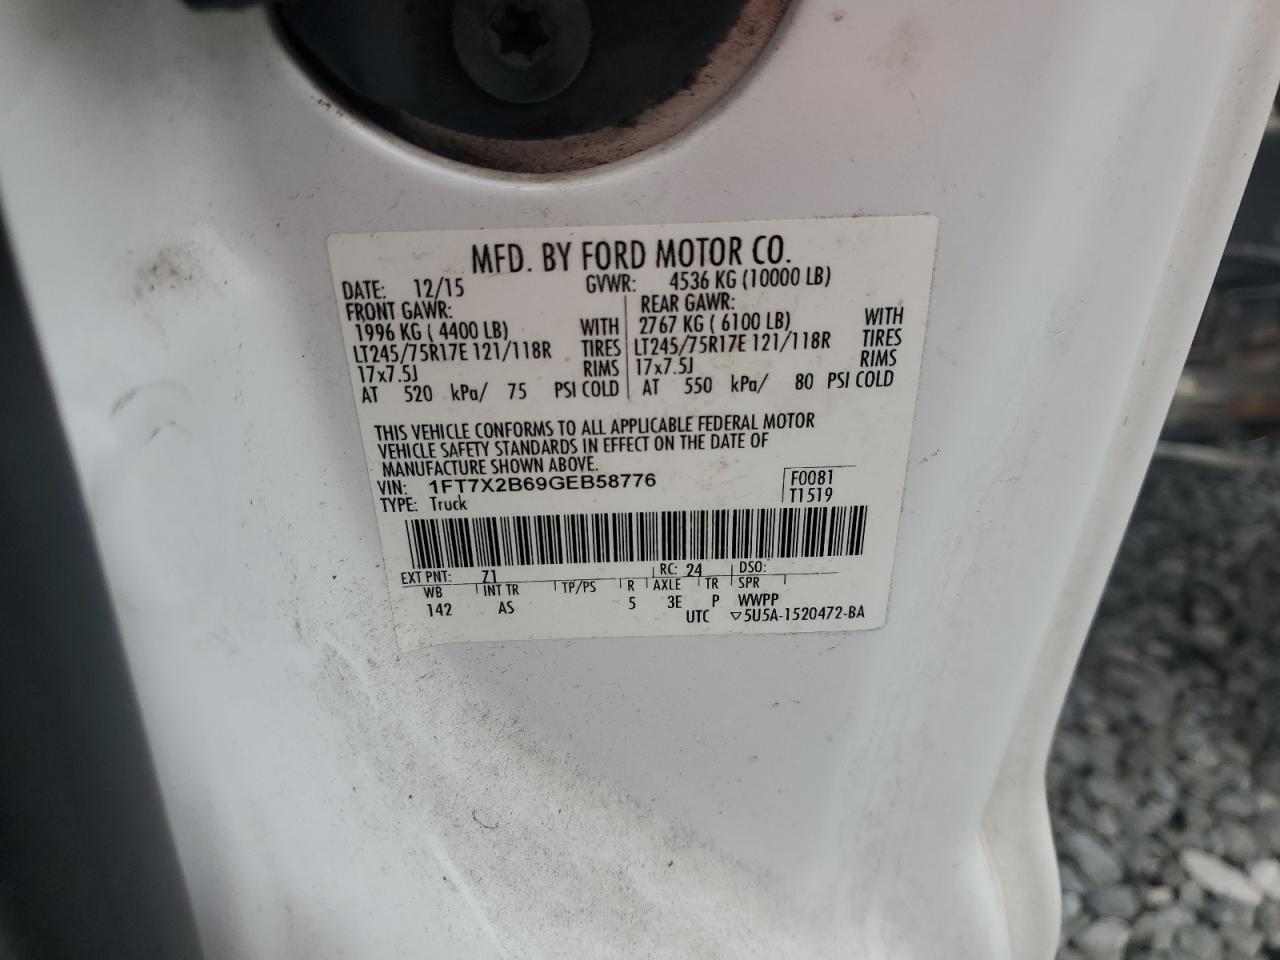 MFD. BY FORD MOTOR CO.
DATE: 12/15 GVWR: 4536 KG (10000 LB)
FRONT GAWR: REAR GAWR:
1996 KG ( 4400 LB) WITH 2767 KG ( 6100 LB) WITH
LT245/75R17E 121/118R TIRES LT245/75R17E 121/118R TIRES
17x7.5J RIMS 17x7.5J RIMS
AT 520 kPa/ 75 PSI COLD AT 550 kPa/ 80 PSI COLD
THIS VEHICLE CONFORMS TO ALL APPLICABLE FEDERAL MOTOR
VEHICLE SAFETY STANDARDS IN EFFECT ON THE DATE OF
MANUFACTURE SHOWN ABOVE.
VIN: 1FT7X2B69GEB58776 F0081
TYPE: Truck T1519
EXT PNT: Z1 RC: 24 DSO:
WB INT TR TP/PS R AXLE TR SPR
142 AS 5 3E P WWPP
UTC ▽5U5A-1520472-BA